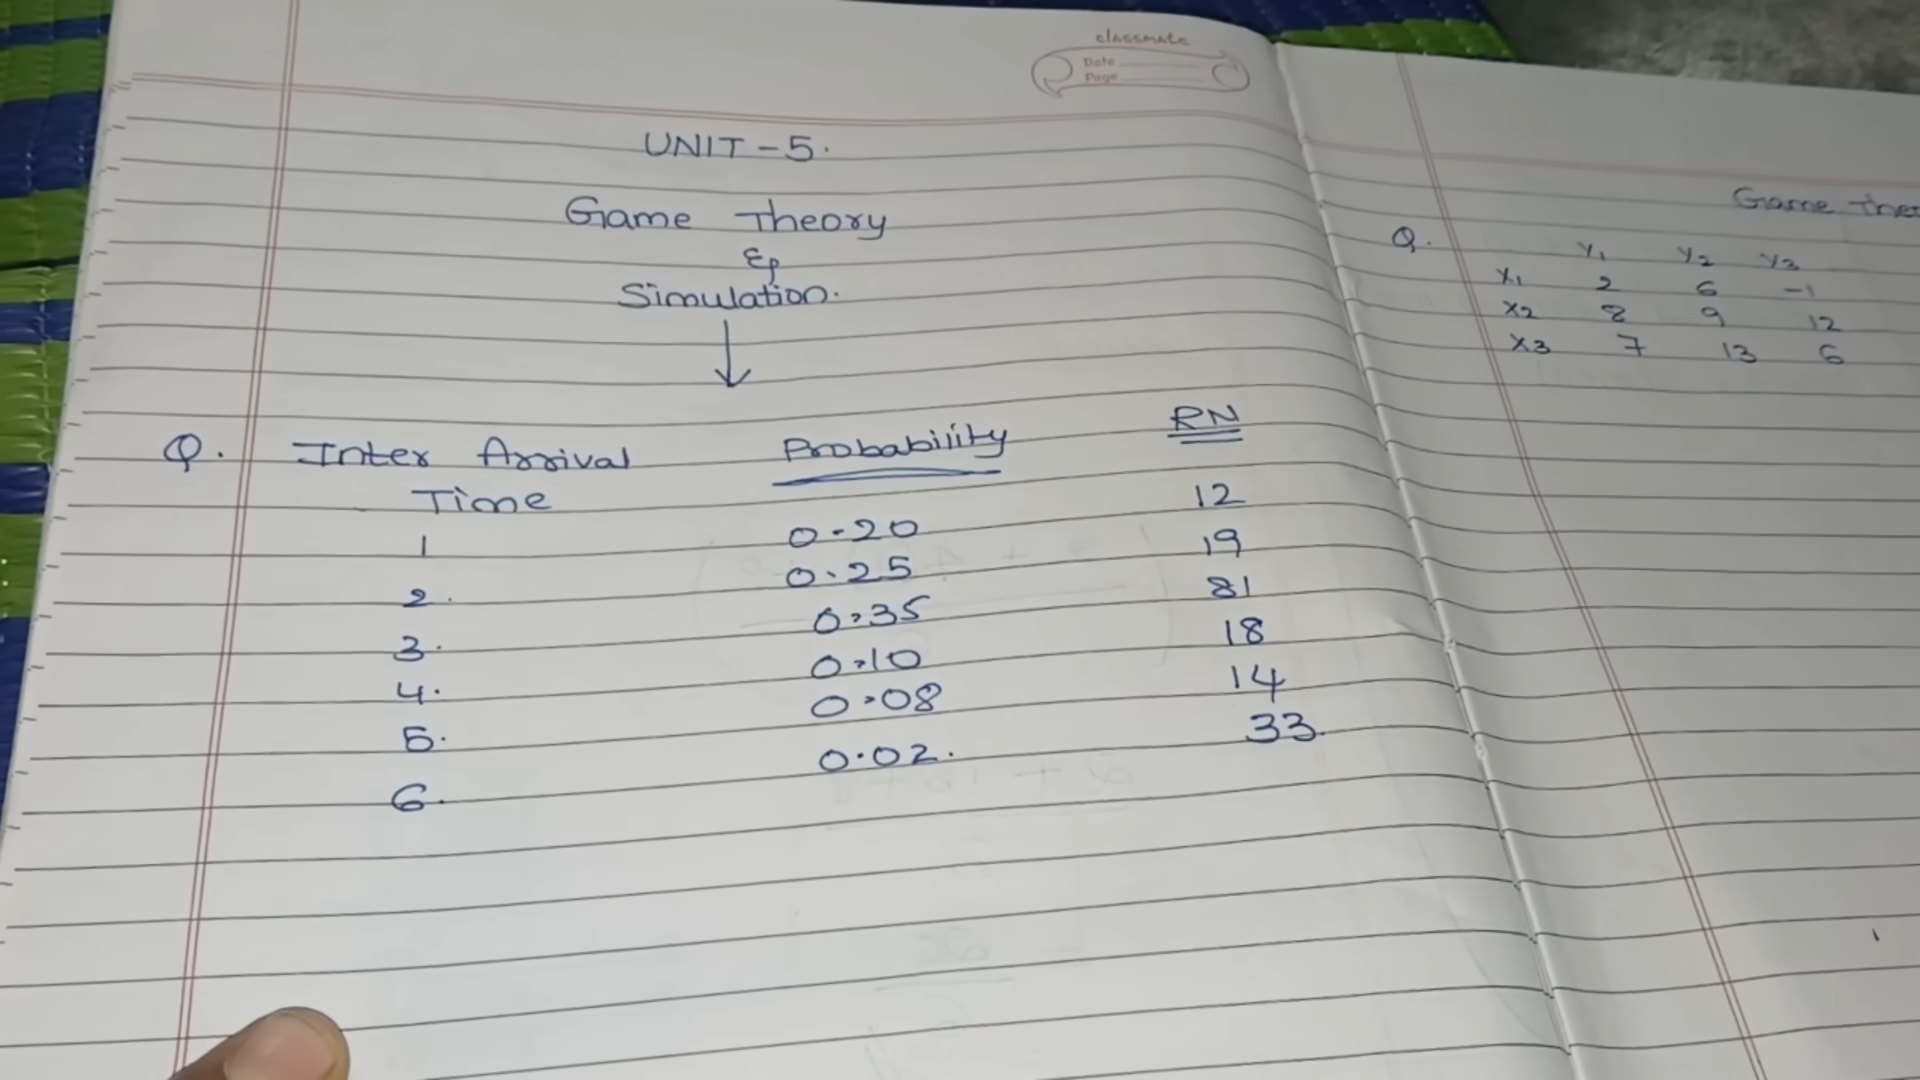 classmate
Date
Page
UNIT-5.
Game Theory
&
Simulation.
Q. Inter Arrival Time Probability RN
1 0.20 12
2. 0.25 19
3. 0.35 81
4. 0.10 18
5. 0.08 14
6. 0.02. 33.
Game
Q.
Y1 Y2 Y3
X1 2 6 -1
X2 8 9 12
X3 7 13 6